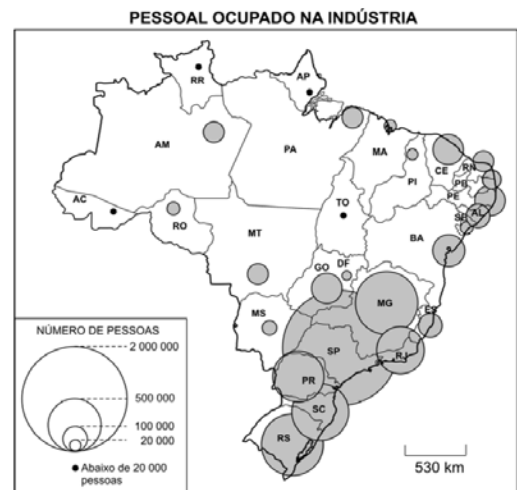 PESSOAL OCUPADO NA INDÚSTRIA
RR
AP
AM
PA
MA
CE
RN
PB
PI
PE
AC
TO
AL
SE
RO
MT
BA
GO
DF
MG
ES
MS
SP
RJ
PR
SC
RS
NÚMERO DE PESSOAS
2 000 000
500 000
100 000
20 000
Abaixo de 20 000
pessoas
530 km